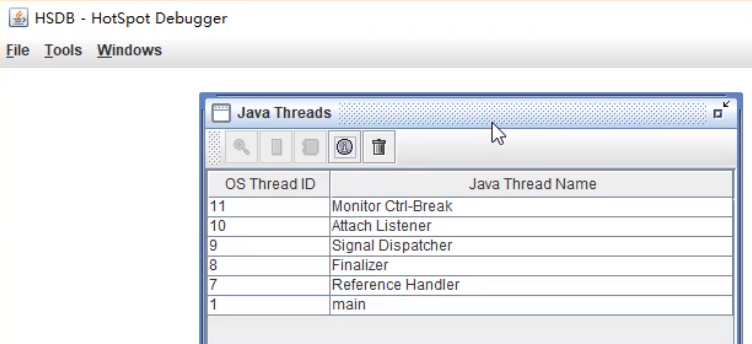 HSDB - HotSpot Debugger
File Tools Windows
Java Threads
OS Thread ID Java Thread Name
11 Monitor Ctrl-Break
10 Attach Listener
9 Signal Dispatcher
8 Finalizer
7 Reference Handler
1 main